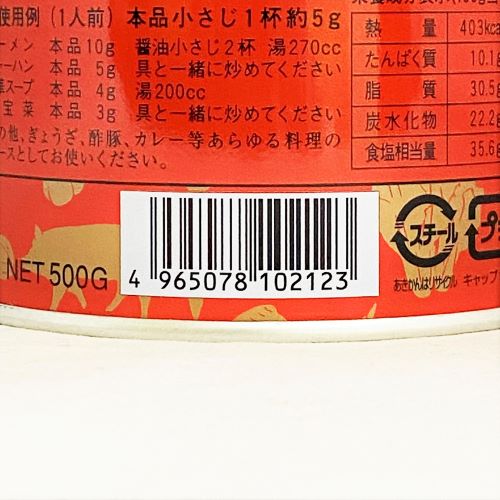 使用例(1人前) 本品小さじ1杯約5g
ーメン 本品10g 醤油小さじ2杯 湯270cc
ーハン 本品 5g 具と一緒に炒めてください
スープ 本品 4g 湯200cc
宝菜 本品 3g 具と一緒に炒めてください
の他、ぎょうざ、酢豚、カレー等あらゆる料理の
ースとしてお使いください。
熱量 403kca
たんぱく質 10.1g
脂質 30.5g
炭水化物 22.2g
食塩相当量 35.6g
NET 500G
4 965078 102123
スチール
プラ
あきかんはリサイクル キャップ